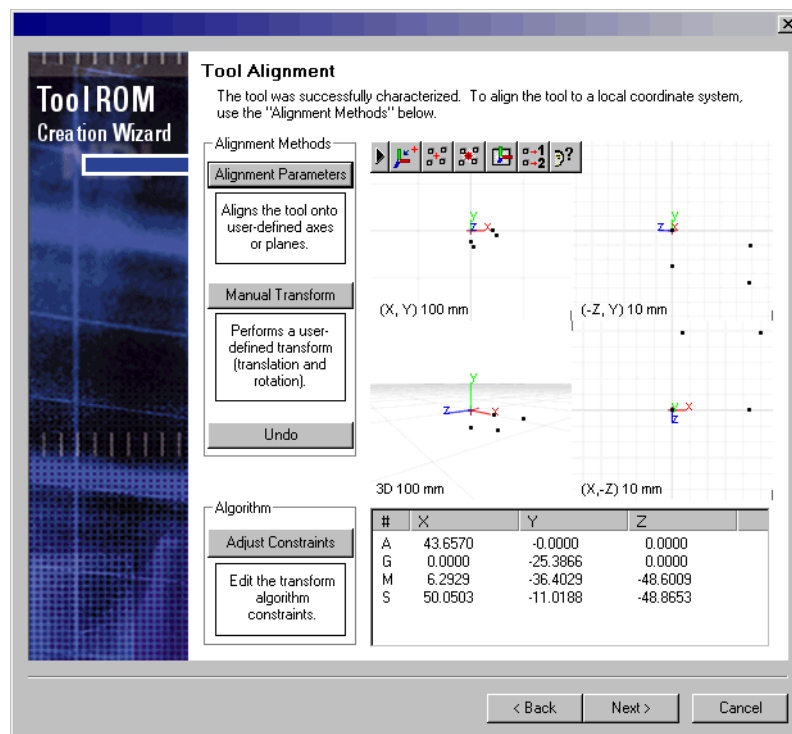 Tool ROM
Creation Wizard
Tool Alignment
The tool was successfully characterized. To align the tool to a local coordinate system,
use the "Alignment Methods" below.
Alignment Methods
Alignment Parameters
Aligns the tool onto
user-defined axes
or planes.
Manual Transform
Performs a user-
defined transform
(translation and
rotation).
Undo
Algorithm
Adjust Constraints
Edit the transform
algorithm
constraints.
1
2
?
Y
Z X
(X, Y) 100 mm
Y
Z X
(-Z, Y) 10 mm
Y
Z X
3D 100 mm
Y X
Z
(X,-Z) 10 mm
# X Y Z
A 43.6570 -0.0000 0.0000
G 0.0000 -25.3866 0.0000
M 6.2929 -36.4029 -48.6009
S 50.0503 -11.0188 -48.8653
< Back Next > Cancel